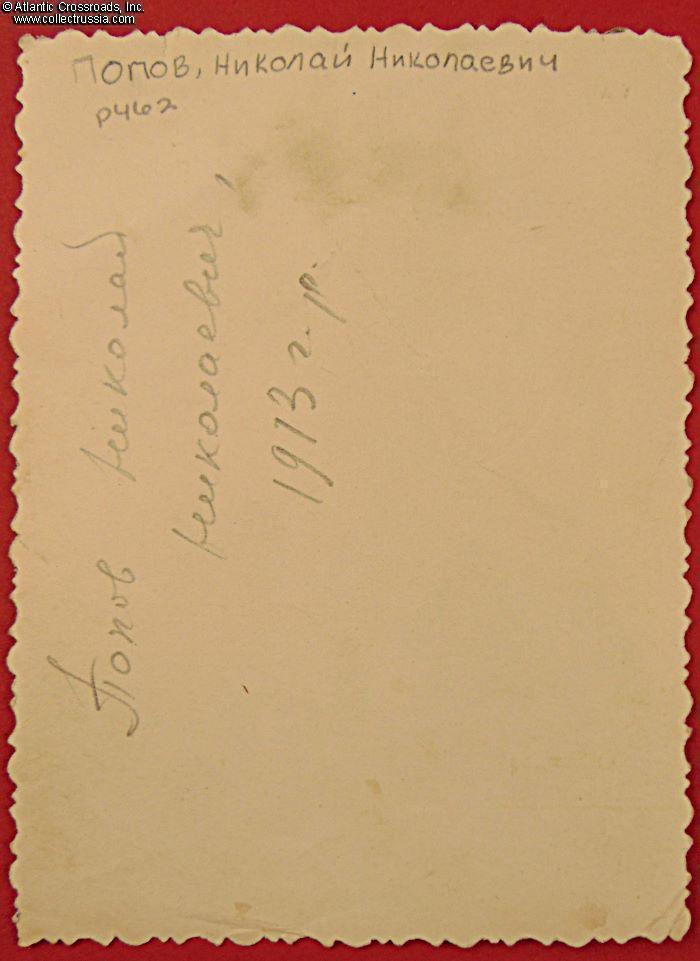 © Atlantic Crossroads, Inc.
www.collectrussia.com
Попов, Николай Николаевич
р462
Попов Николай
Николаевич,
1913 г.р.